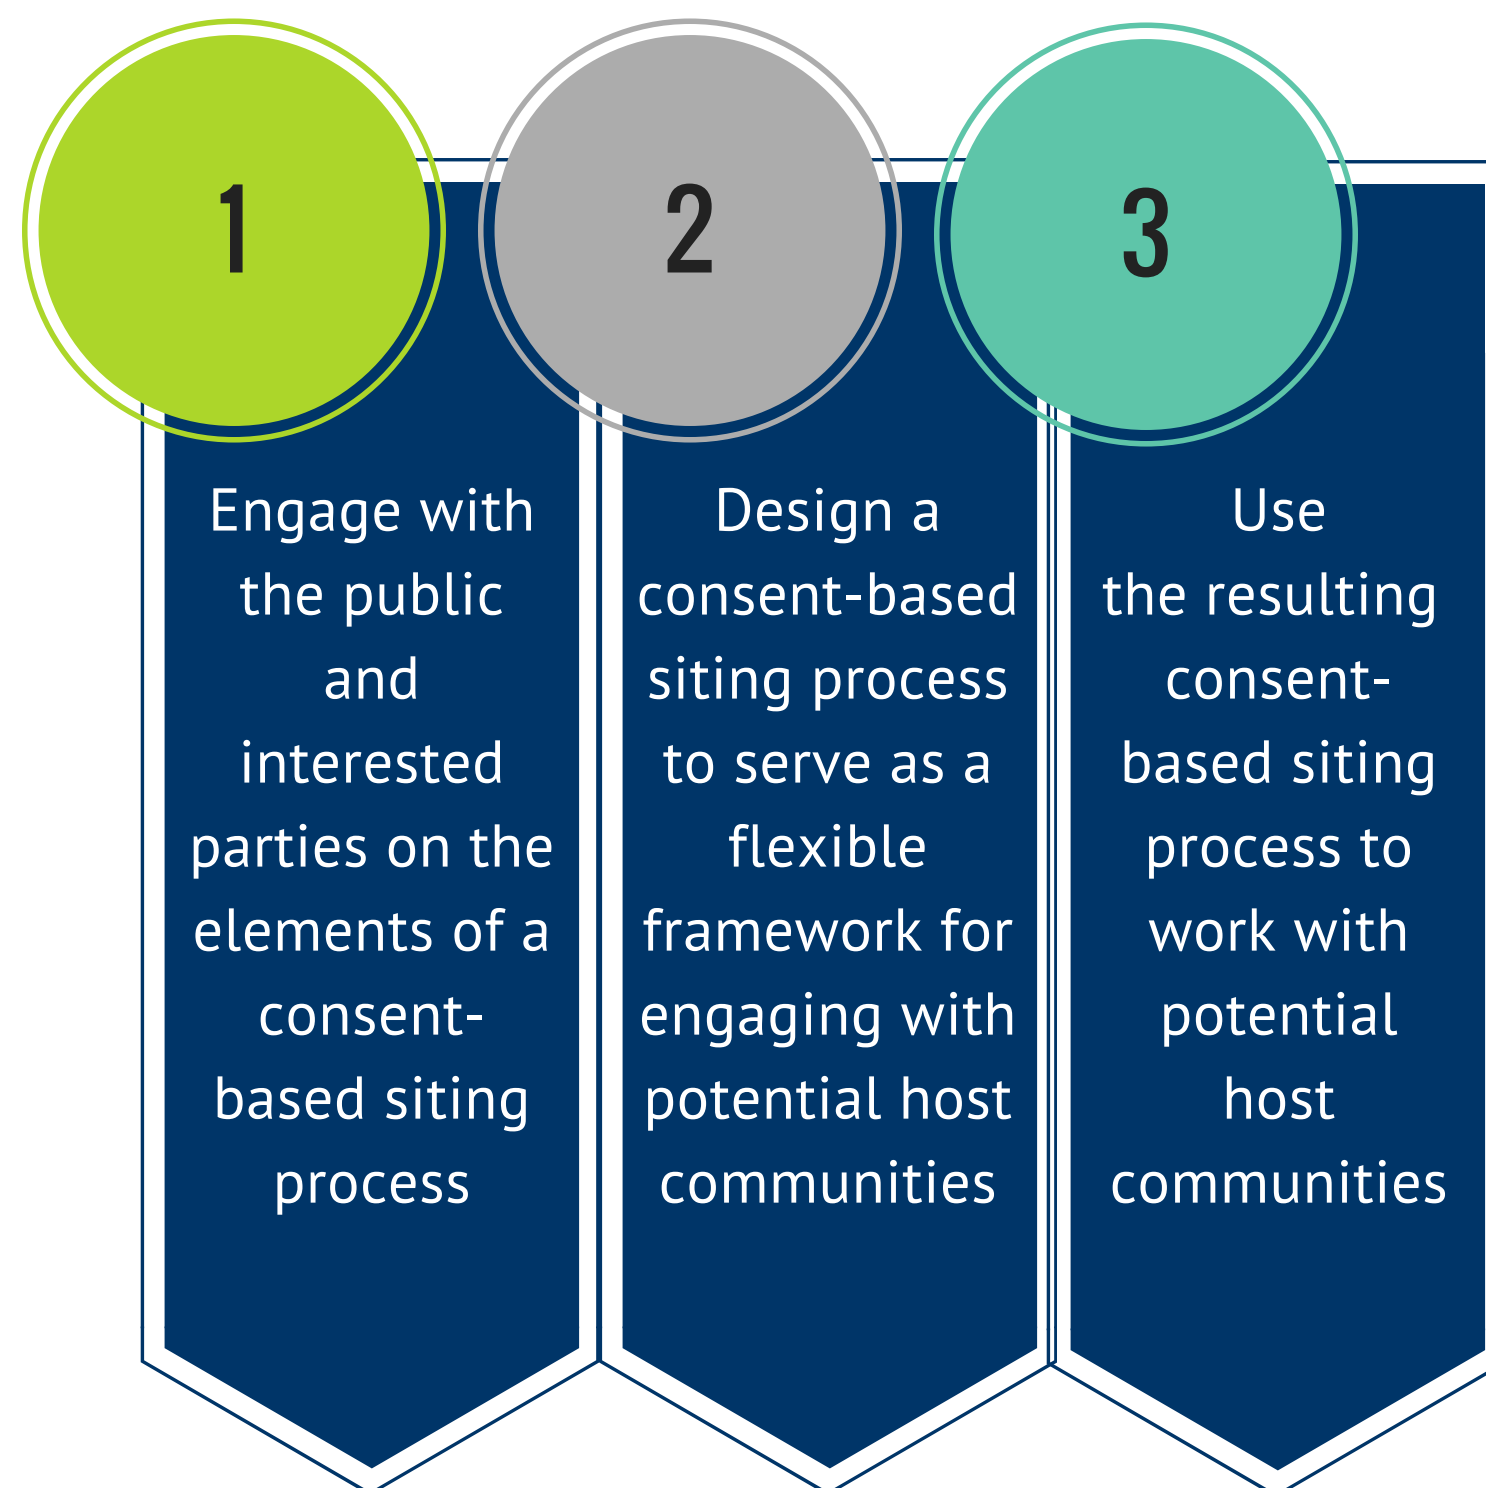 1
Engage with
the public
and
interested
parties on the
elements of a
consent-
based siting
process
2
Design a
consent-based
siting process
to serve as a
flexible
framework for
engaging with
potential host
communities
3
Use
the resulting
consent-
based siting
process to
work with
potential
host
communities